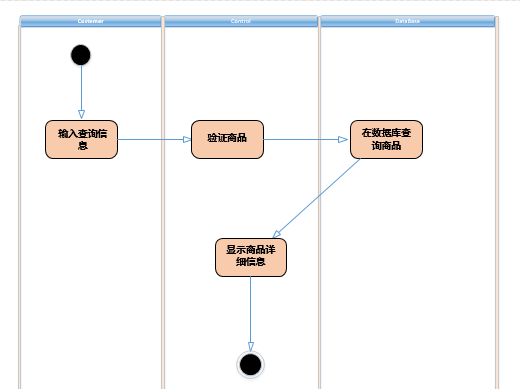 Customer
Control
Database
输入查询信
息
验证商品
在数据库查
询商品
显示商品详
细信息